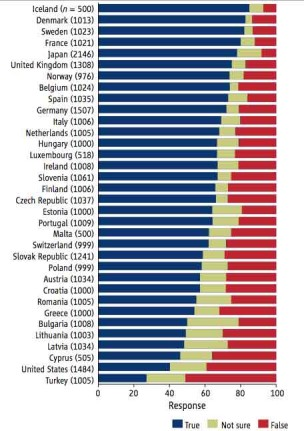 Iceland (n = 500)
Denmark (1013)
Sweden (1023)
France (1021)
Japan (2146)
United Kingdom (1308)
Norway (976)
Belgium (1024)
Spain (1035)
Germany (1507)
Italy (1006)
Netherlands (1005)
Hungary (1000)
Luxembourg (518)
Ireland (1008)
Slovenia (1061)
Finland (1006)
Czech Republic (1037)
Estonia (1000)
Portugal (1009)
Malta (500)
Switzerland (999)
Slovak Republic (1241)
Poland (999)
Austria (1034)
Croatia (1000)
Romania (1005)
Greece (1000)
Bulgaria (1008)
Lithuania (1003)
Latvia (1034)
Cyprus (505)
United States (1484)
Turkey (1005)
0 20 40 60 80 100
Response
True Not sure False